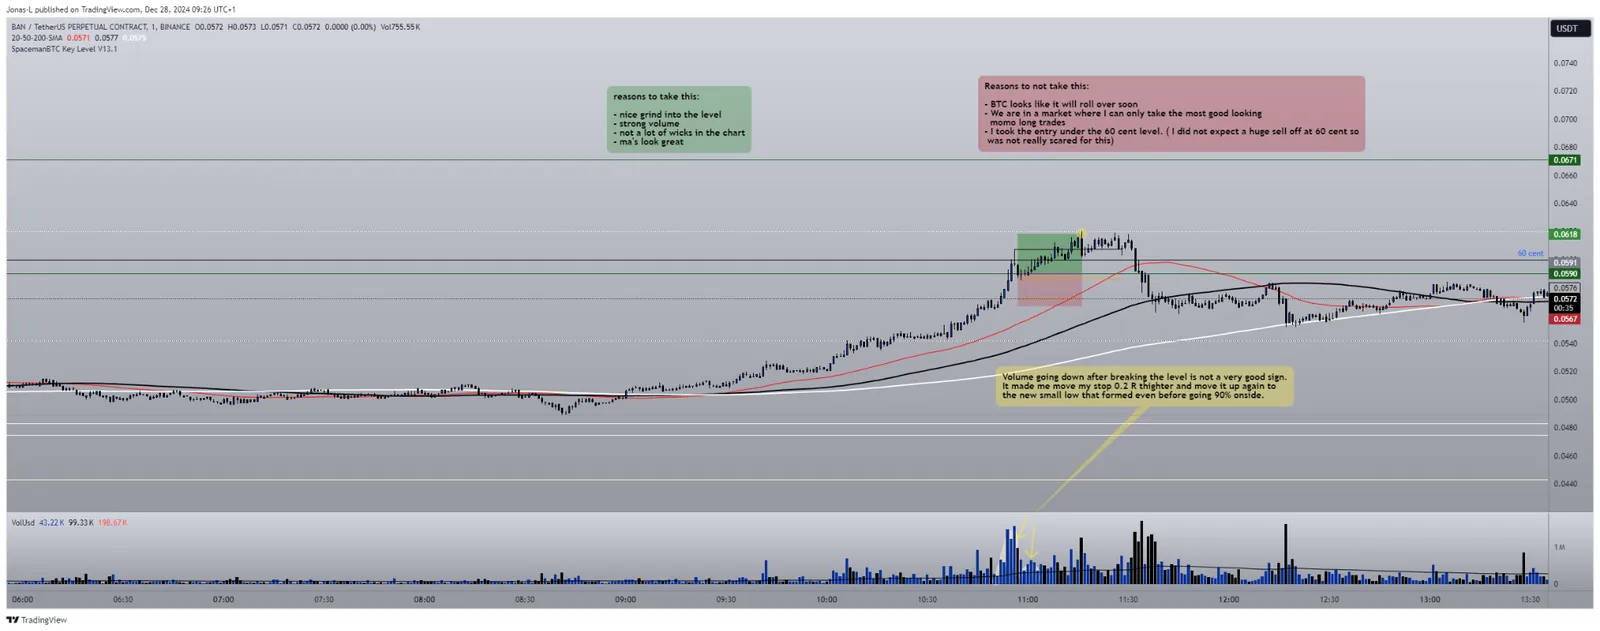 Jonas-L published on TradingView.com, Dec 28, 2024 09:26 UTC+1
BAN / TetherUS PERPETUAL CONTRACT, 1, BINANCE O0.0572 H0.0573 L0.0571 C0.0572 0.0000 (0.00%) Vol755.55K
20-50-200-SMA 0.0571 0.0577 0.0575
SpacemanBTC Key Level V13.1
USDT
reasons to take this:
- nice grind into the level
- strong volume
- not a lot of wicks in the chart
- ma's look great
Reasons to not take this:
- BTC looks like it will roll over soon
- We are in a market where I can only take the most good looking
momo long trades
- I took the entry under the 60 cent level. ( I did not expect a huge sell off at 60 cent so
was not really scared for this)
0.0740
0.0720
0.0700
0.0680
0.0671
0.0660
0.0640
0.0618
60 cent
0.0591
0.0590
0.0576
0.0572
00:35
0.0567
0.0540
0.0520
0.0500
0.0480
0.0460
0.0440
Volume going down after breaking the level is not a very good sign.
It made me move my stop 0.2 R thighter and move it up again to
the new small low that formed even before going 90% onside.
VolUsd 43.22K 99.33K 198.67K
1M
0
06:00 06:30 07:00 07:30 08:00 08:30 09:00 09:30 10:00 10:30 11:00 11:30 12:00 12:30 13:00 13:30
TradingView